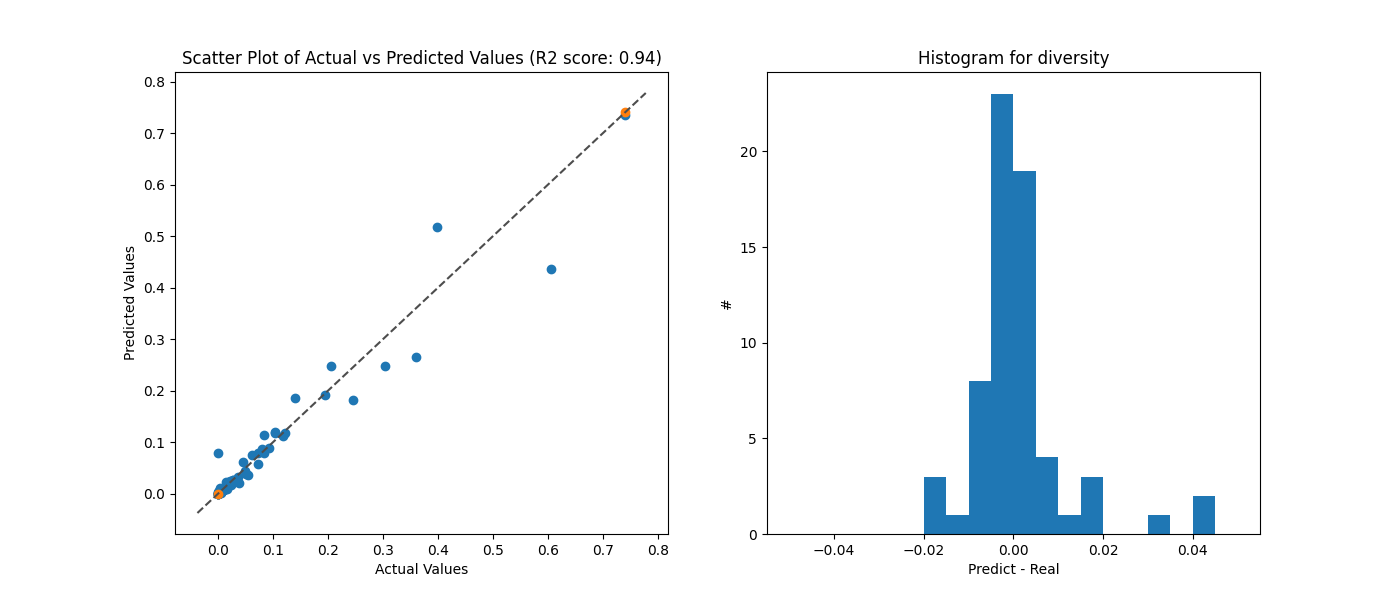 Scatter Plot of Actual vs Predicted Values (R2 score: 0.94)
0.8
0.7
0.6
0.5
0.4
0.3
0.2
0.1
0.0
Predicted Values
0.0 0.1 0.2 0.3 0.4 0.5 0.6 0.7 0.8
Actual Values
Histogram for diversity
20
15
10
5
0
#
−0.04 −0.02 0.00 0.02 0.04
Predict - Real